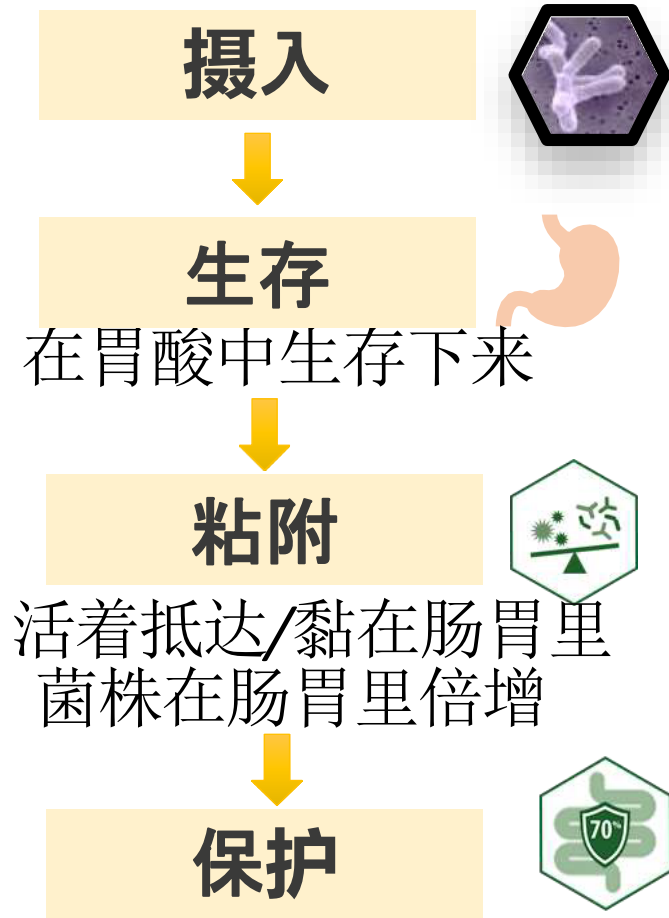 摄入
生存
在胃酸中生存下来
粘附
活着抵达/黏在肠胃里
菌株在肠胃里倍增
70%
保护